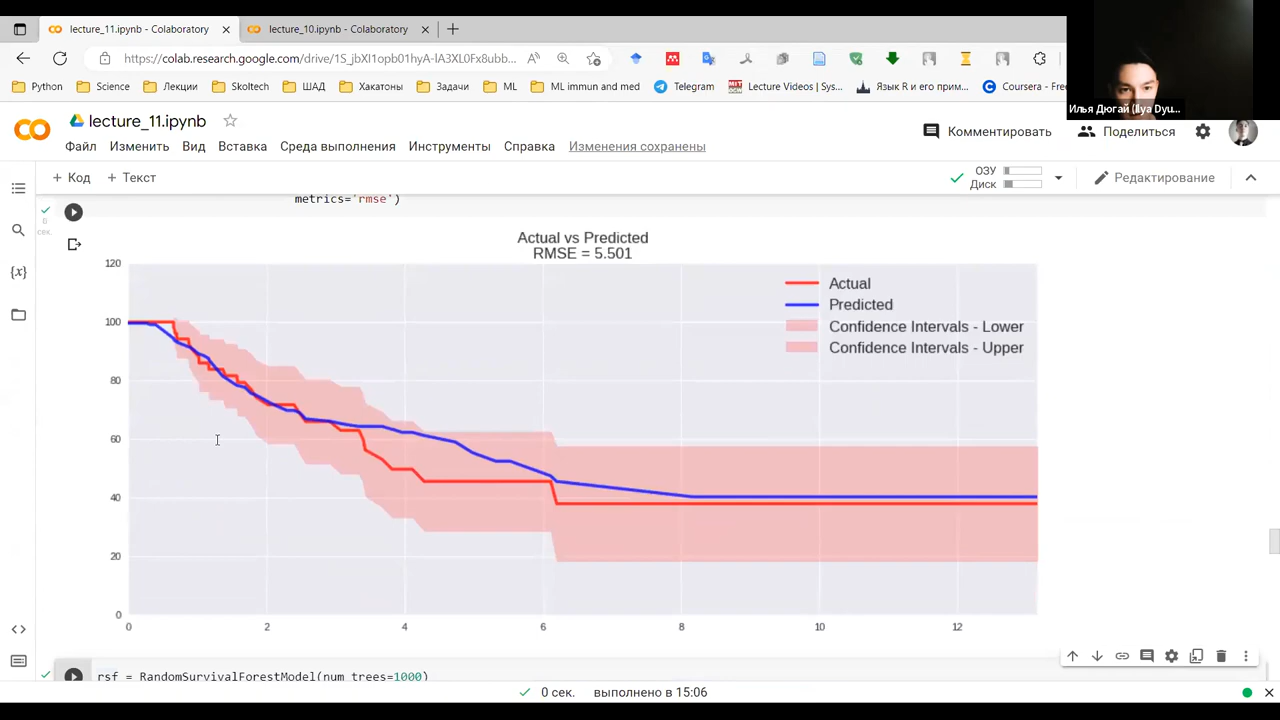 lecture_11.ipynb - Colaboratory
lecture_10.ipynb - Colaboratory
https://colab.research.google.com/drive/1S_jbXI1opb01hyA-lA3XL0Fx8ubb...
Python
Science
Лекции
Skoltech
ШАД
Хакатоны
Задачи
ML
ML immun and med
Telegram
Lecture Videos | Sys...
Язык R и его прим...
Coursera - Fre
Илья Дюгай (Ilya Dyu...
lecture_11.ipynb
Комментировать
Поделиться
Файл
Изменить
Вид
Вставка
Среда выполнения
Инструменты
Справка
Изменения сохранены
+ Код
+ Текст
ОЗУ
Диск
Редактирование
metrics='rmse')
0
сек.
{x}
Actual vs Predicted
RMSE = 5.501
120
100
80
60
40
20
0
Actual
Predicted
Confidence Intervals - Lower
Confidence Intervals - Upper
0 2 4 6 8 10 12
rsf = RandomSurvivalForestModel(num_trees=1000)
0 сек.
выполнено в 15:06